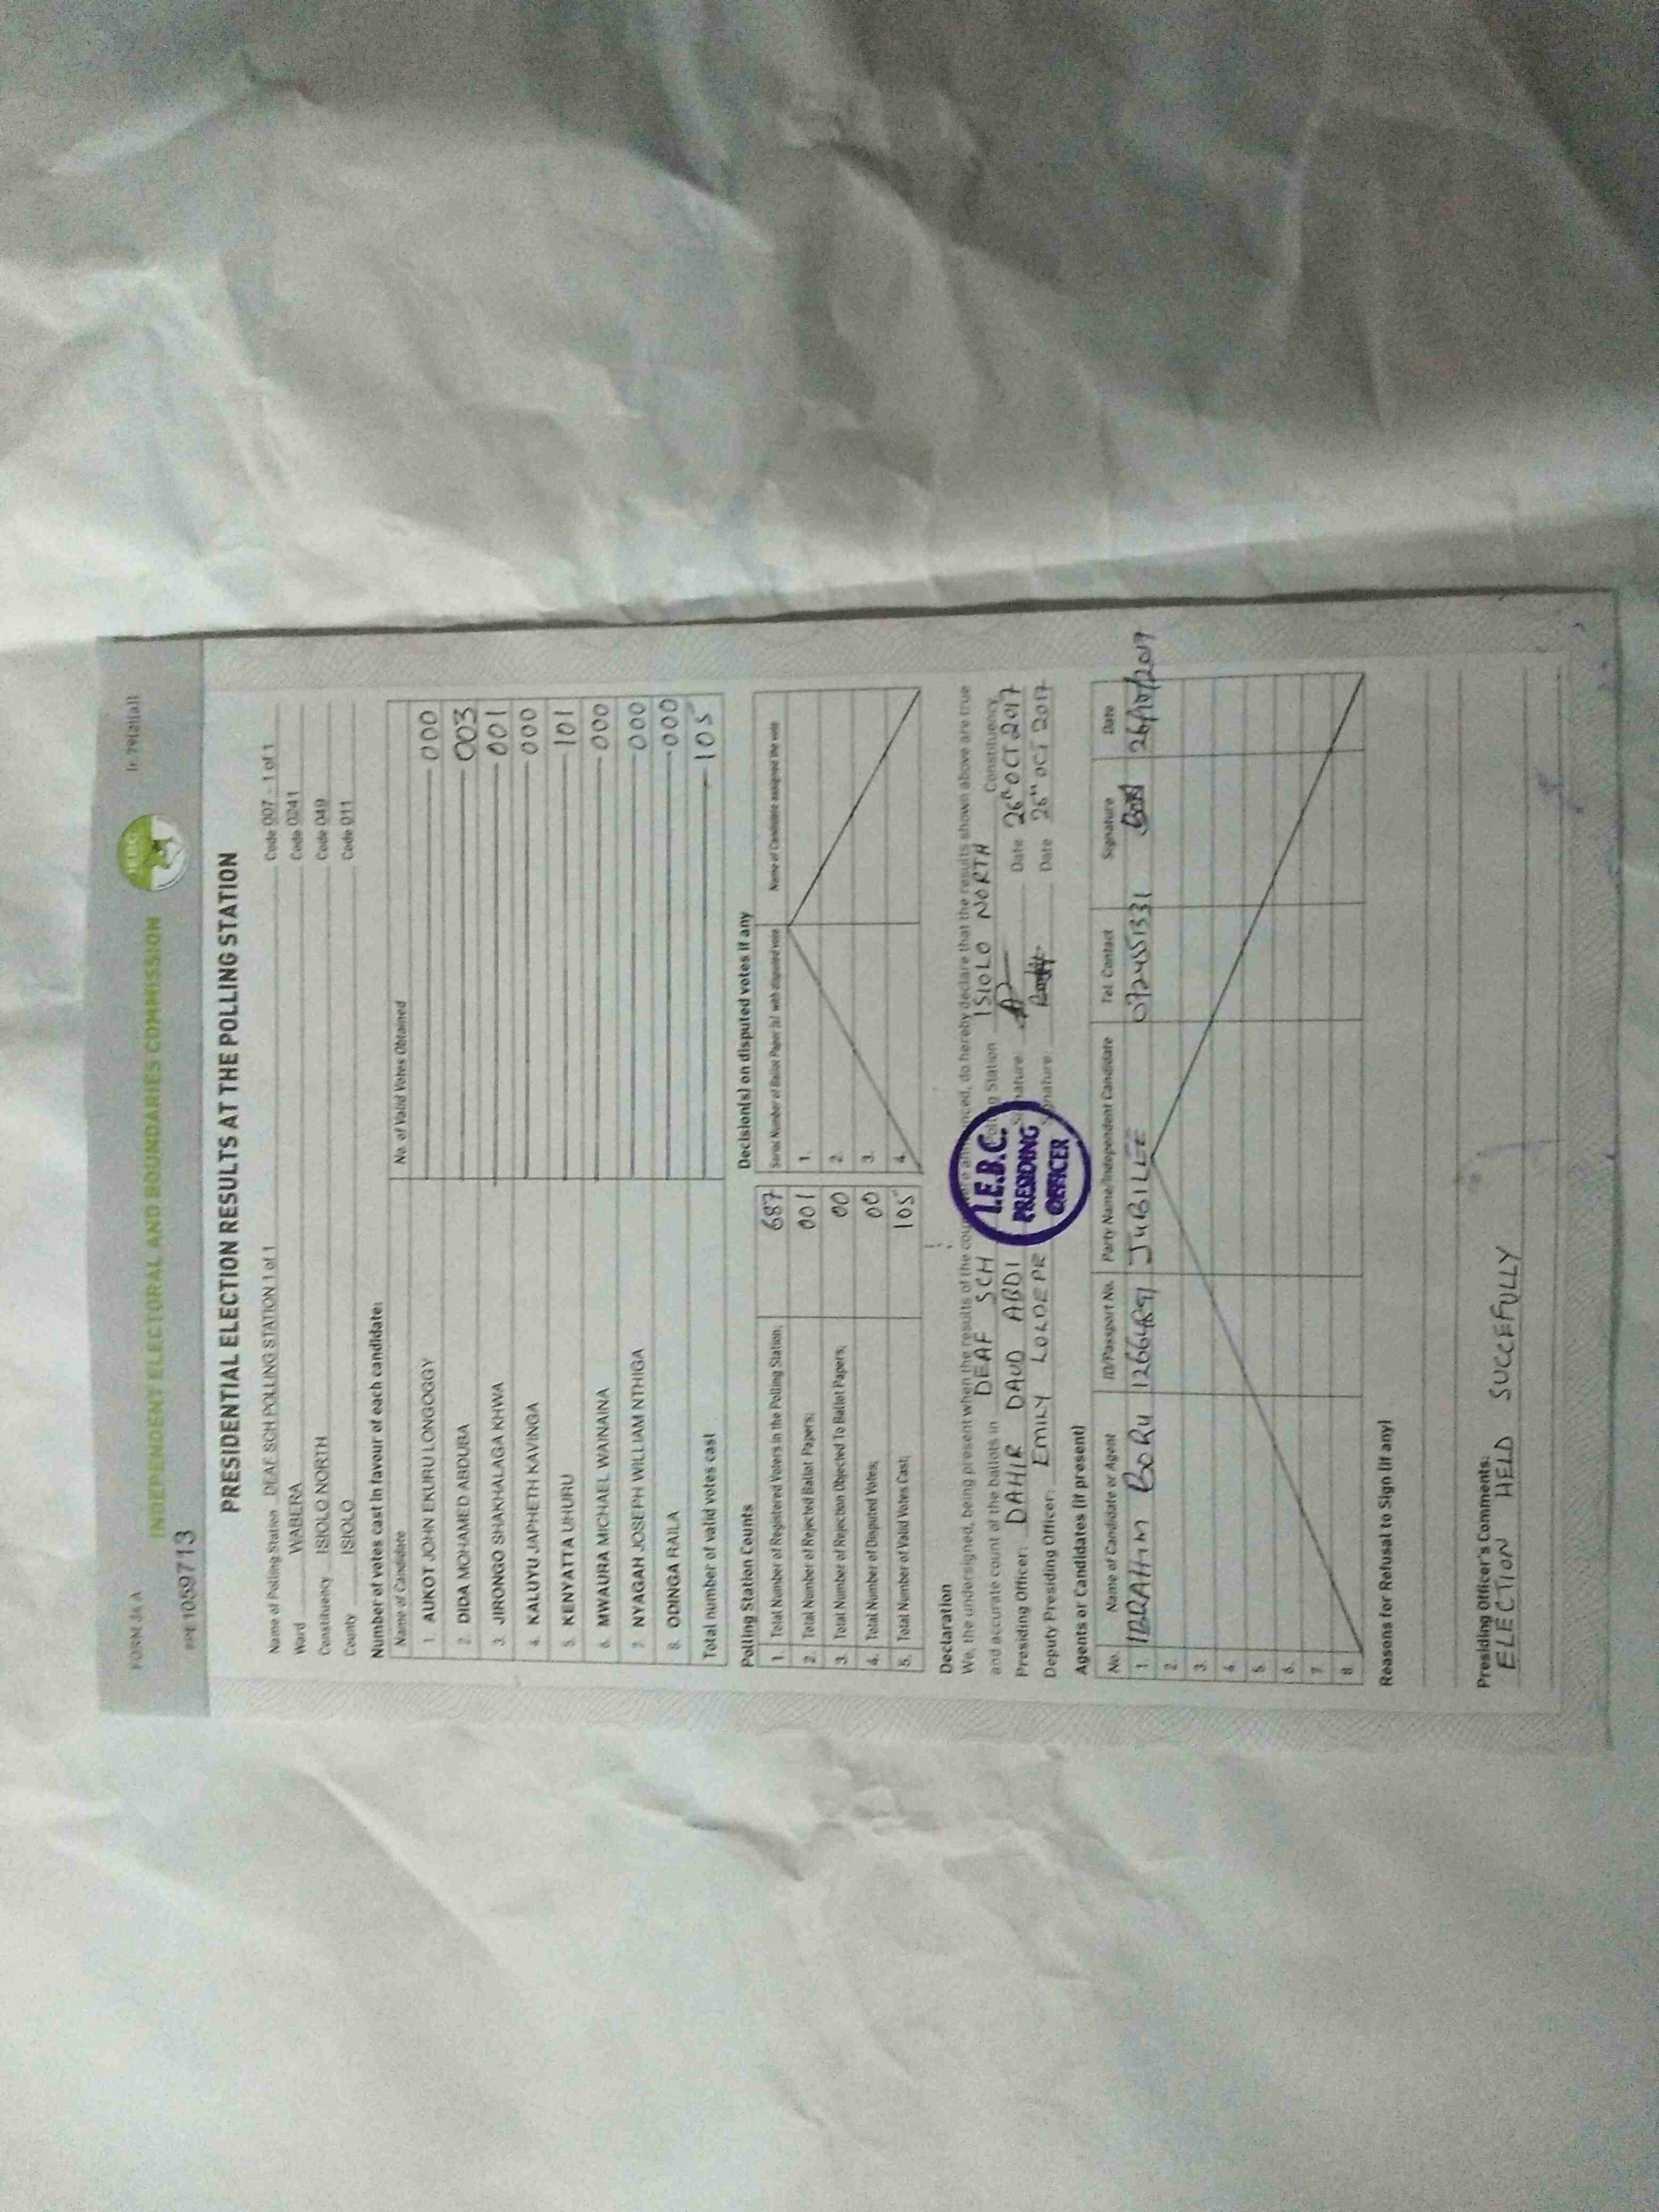 FORM 34 A
INDEPENDENT ELECTORAL AND BOUNDARIES COMMISSION
IEBC
(r. 79(2)(a))
1059713
PRESIDENTIAL ELECTION RESULTS AT THE POLLING STATION
Name of Polling Station DEAF SCH POLLING STATION 1 of 1 Code 007 - 1 of 1
Ward WABERA Code 0241
Constituency ISIOLO NORTH Code 049
County ISIOLO Code 011
Number of votes cast in favour of each candidate:
Name of Candidate No. of Valid Votes Obtained
1. AUKOT JOHN EKURU LONGOGGY 000
2. DIDA MOHAMED ABDUBA 003
3. JIRONGO SHAKHALAGA KHWA 001
4. KALUYU JAPHETH KAVINGA 000
5. KENYATTA UHURU 101
6. MWAURA MICHAEL WAINAINA 000
7. NYAGAH JOSEPH WILLIAM NTHIGA 000
8. ODINGA RAILA 000
Total number of valid votes cast 105
Polling Station Counts
1. Total Number of Registered Voters in the Polling Station; 687
2. Total Number of Rejected Ballot Papers; 001
3. Total Number of Rejection Objected To Ballot Papers; 00
4. Total Number of Disputed Votes; 00
5. Total Number of Valid Votes Cast; 105
Decision(s) on disputed votes if any
Serial Number of Ballot Paper (s) with disputed vote Name of Candidate assigned the vote
1.
2.
3.
4.
Declaration
We, the undersigned, being present when the results of the count were announced, do hereby declare that the results shown above are true
and accurate count of the ballots in DEAF SCH Polling Station ISIOLO NORTH Constituency
Presiding Officer: DAHIR DAUD ABDI Signature Date 26th OCT 2017
Deputy Presiding Officer: EMILY LOLDEPE Signature Date 26th OCT 2017
I.E.B.C.
PRESIDING
OFFICER
Agents or Candidates (if present)
No. Name of Candidate or Agent ID/Passport No. Party Name/Independent Candidate Tel. Contact Signature Date
1. IBRAHIM BORU JUBILEE 26/10/2017
2.
3.
4.
5.
6.
7.
8.
Reasons for Refusal to Sign (if any)
Presiding Officer's Comments:
ELECTION HELD SUCCEFULLY